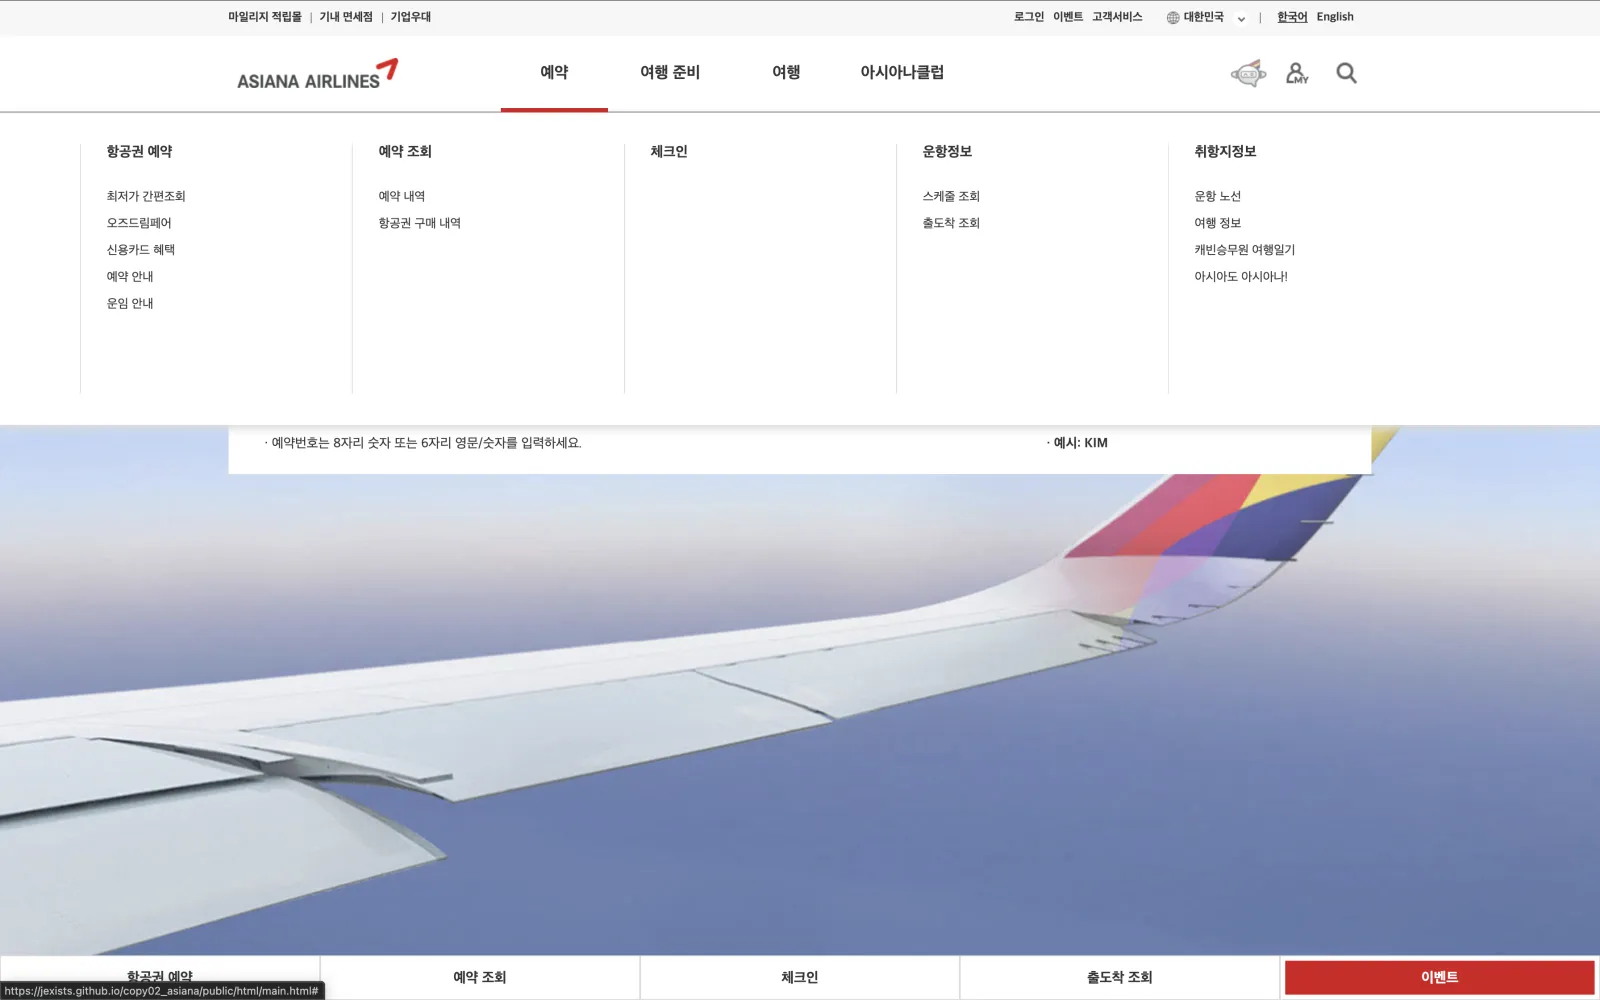 마일리지 적립몰 | 기내 면세점 | 기업우대
로그인 이벤트 고객서비스 대한민국 | 한국어 English
ASIANA AIRLINES
예약 여행 준비 여행 아시아나클럽
MY
항공권 예약
최저가 간편조회
오즈드림페어
신용카드 혜택
예약 안내
운임 안내
예약 조회
예약 내역
항공권 구매 내역
체크인
운항정보
스케줄 조회
출도착 조회
취항지정보
운항 노선
여행 정보
캐빈승무원 여행일기
아시아도 아시아나!
· 예약번호는 8자리 숫자 또는 6자리 영문/숫자를 입력하세요.
· 예시: KIM
항공권 예약 예약 조회 체크인 출도착 조회 이벤트
https://jexists.github.io/copy02_asiana/public/html/main.html#